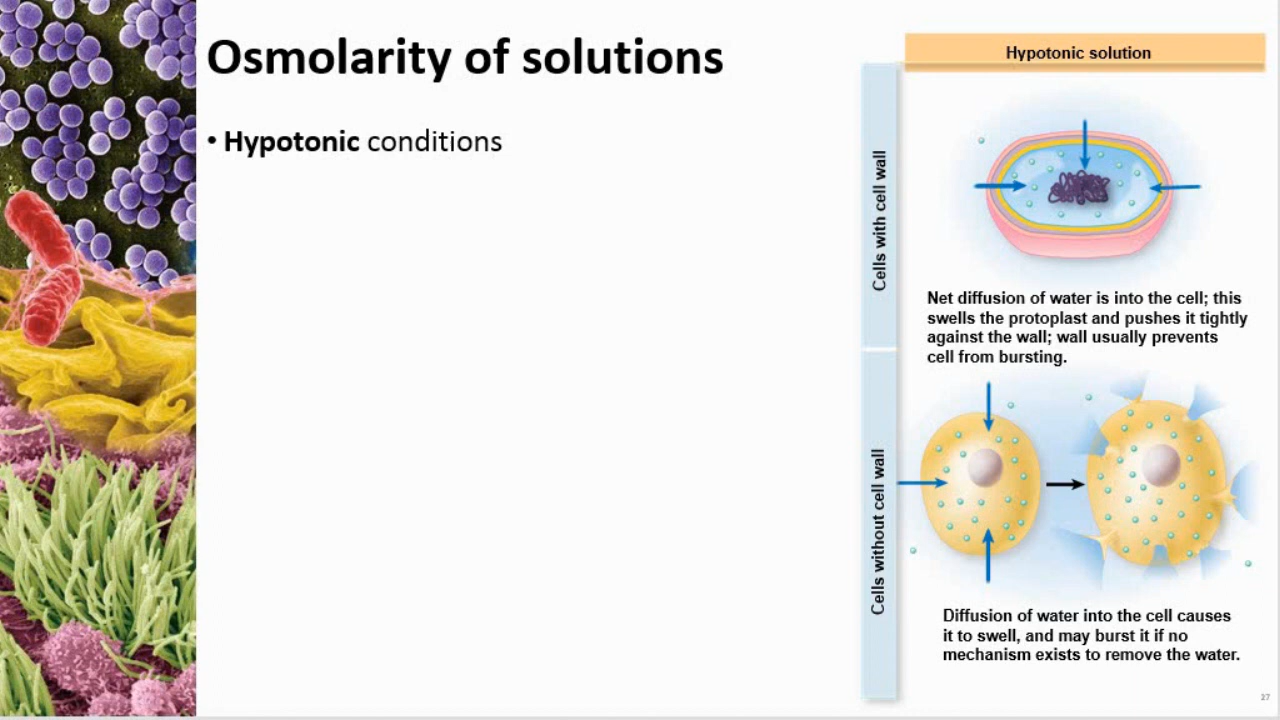 Osmolarity of solutions
• Hypotonic conditions
Hypotonic solution
Cells with cell wall
Net diffusion of water is into the cell; this
swells the protoplast and pushes it tightly
against the wall; wall usually prevents
cell from bursting.
Cells without cell wall
Diffusion of water into the cell causes
it to swell, and may burst it if no
mechanism exists to remove the water.
37